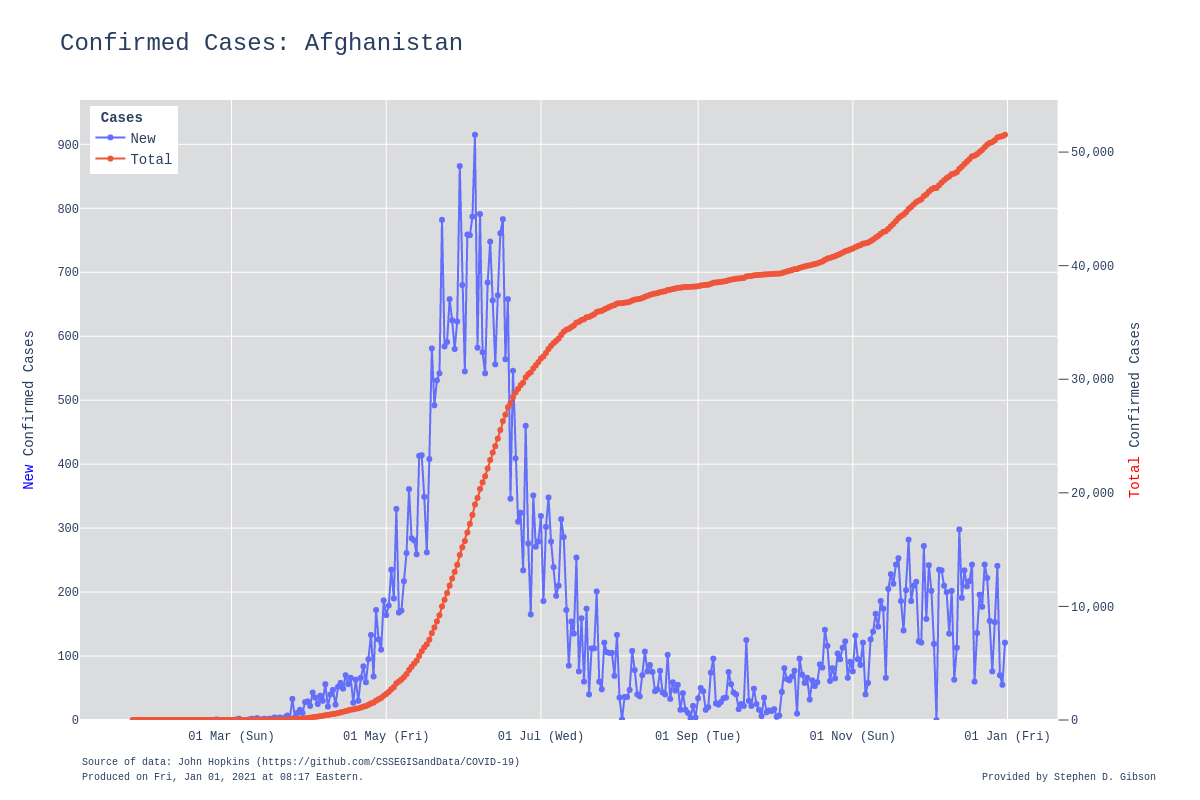 Confirmed Cases: Afghanistan
Cases
New
Total
900
800
700
600
500
400
300
200
100
0
50,000
40,000
30,000
20,000
10,000
0
New Confirmed Cases
Total Confirmed Cases
01 Mar (Sun) 01 May (Fri) 01 Jul (Wed) 01 Sep (Tue) 01 Nov (Sun) 01 Jan (Fri)
Source of data: John Hopkins (https://github.com/CSSEGISandData/COVID-19)
Produced on Fri, Jan 01, 2021 at 08:17 Eastern.
Provided by Stephen D. Gibson